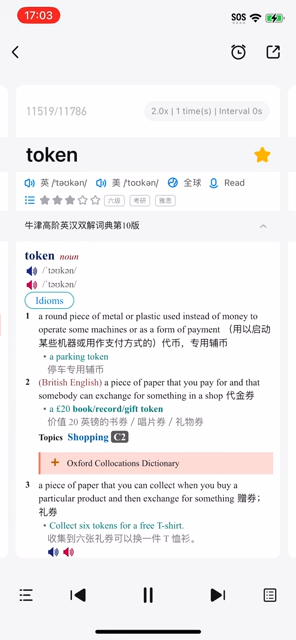 17:03
SOS
11519/11786
2.0x | 1 time(s) | Interval 0s
token
英 /ˈtəʊkən/ 美 /ˈtoʊkən/ 全球 Read
六级 考研 雅思
牛津高阶英汉双解词典第10版
token noun
/ˈtəʊkən/
/ˈtoʊkən/
Idioms
1 a round piece of metal or plastic used instead of money to
operate some machines or as a form of payment （用以启动
某些机器或用作支付方式的）代币，专用辅币
• a parking token
停车专用辅币
2 (British English) a piece of paper that you pay for and that
somebody can exchange for something in a shop 代金券
• a £20 book/record/gift token
价值 20 英镑的书券 / 唱片券 / 礼物券
Topics Shopping C2
+ Oxford Collocations Dictionary
3 a piece of paper that you can collect when you buy a
particular product and then exchange for something 赠券；
礼券
• Collect six tokens for a free T-shirt.
收集到六张礼券可以换一件 T 恤衫。